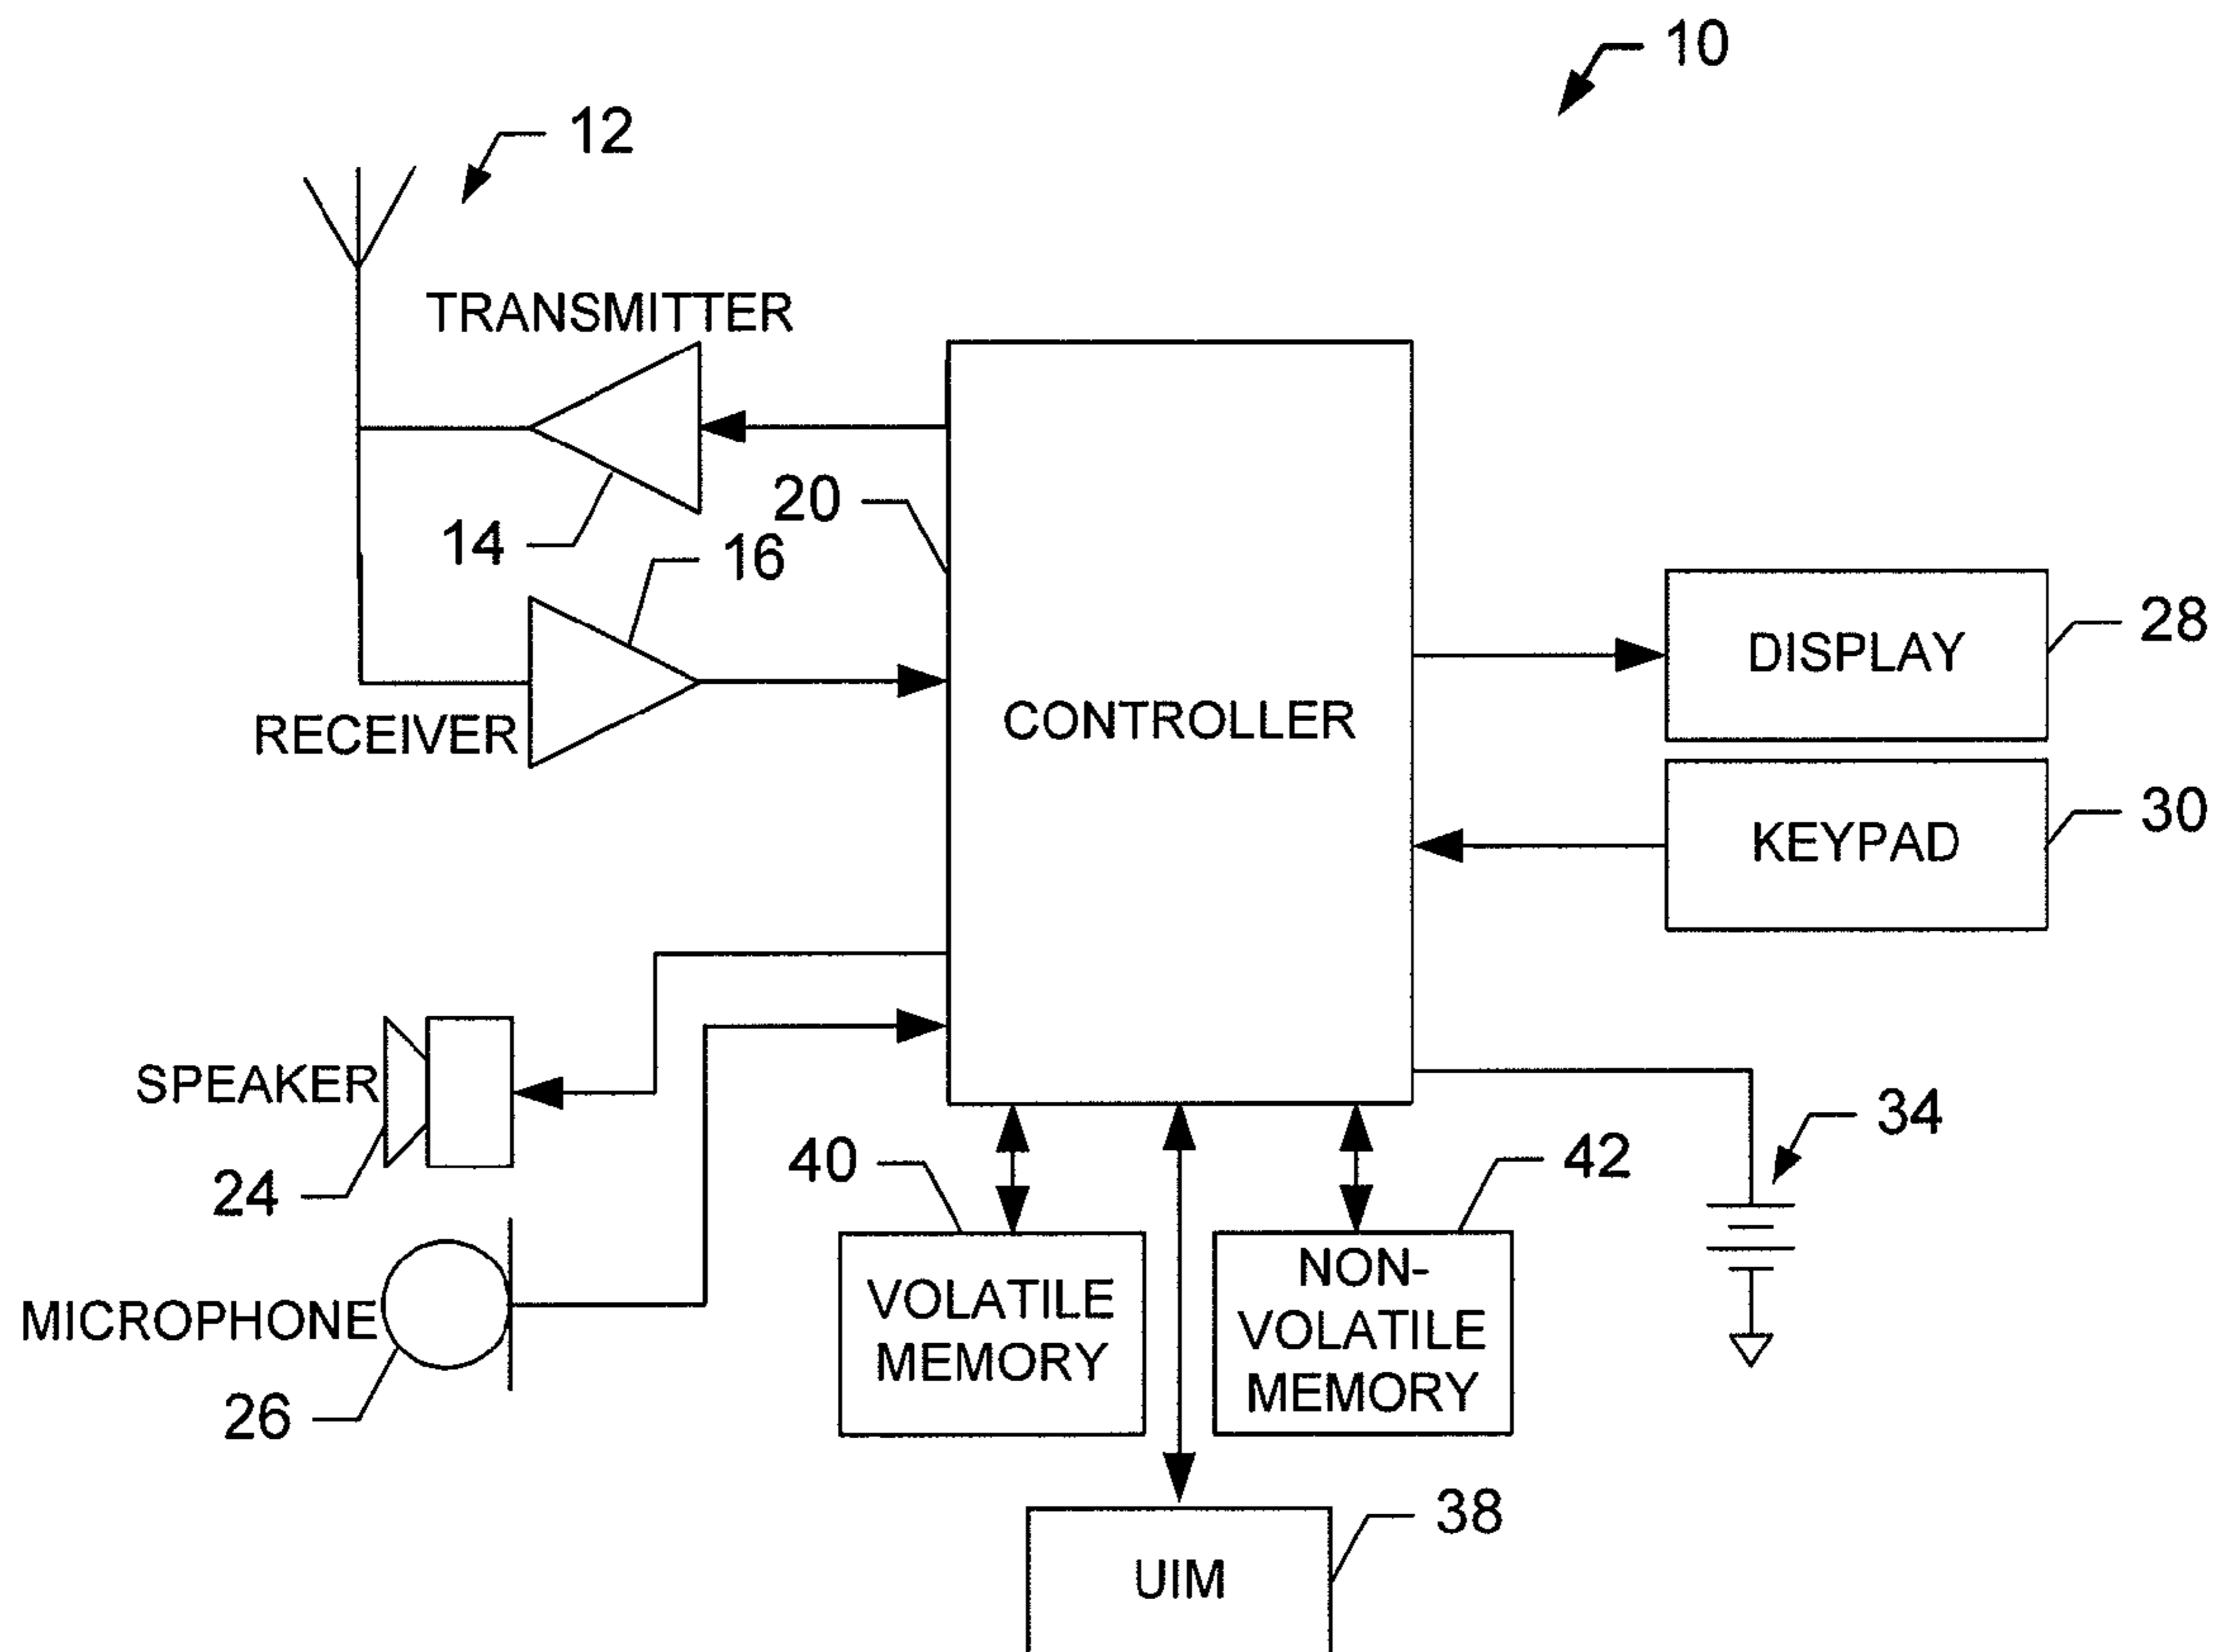 10
12
TRANSMITTER
20
14
16
DISPLAY
28
RECEIVER
CONTROLLER
KEYPAD
30
SPEAKER
24
40
42
34
VOLATILE
MEMORY
NON-
VOLATILE
MEMORY
MICROPHONE
26
38
UIM